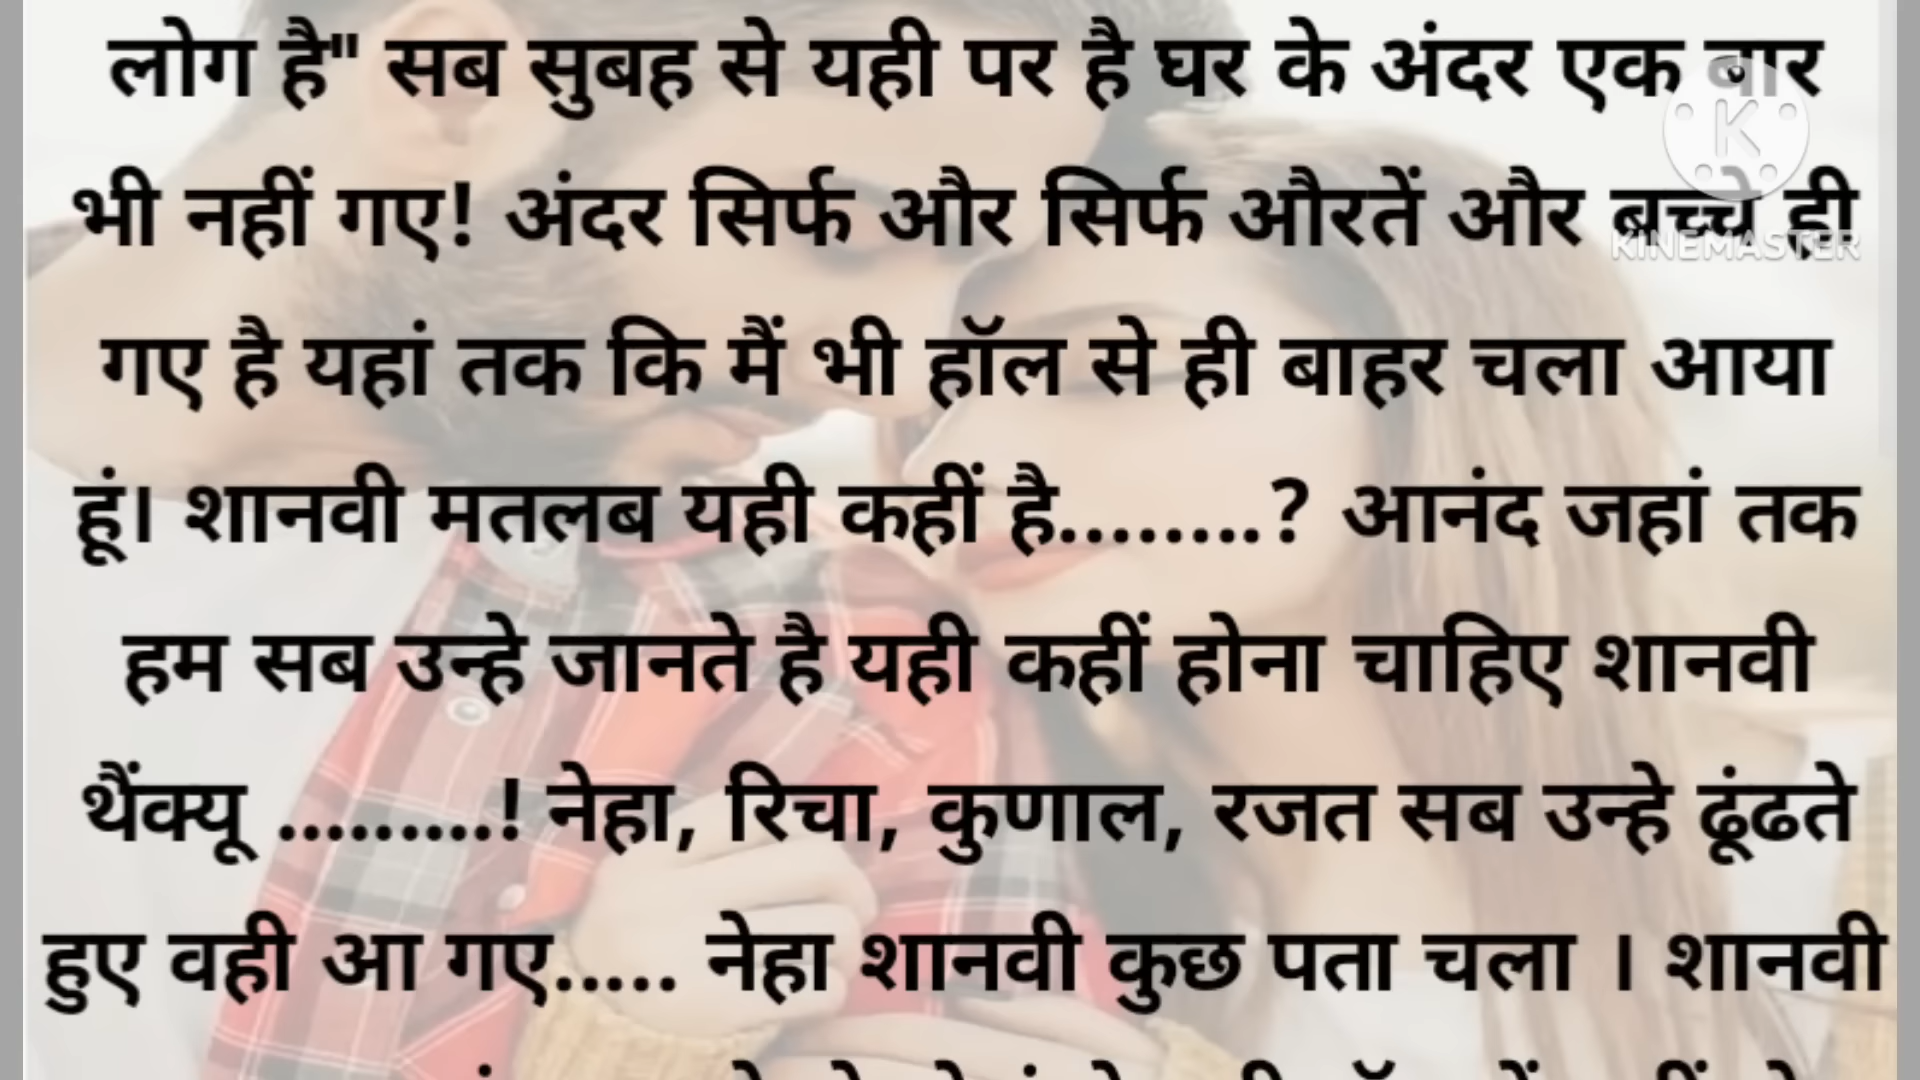 लोग है" सब सुबह से यही पर है घर के अंदर एक बार
भी नहीं गए! अंदर सिर्फ और सिर्फ औरतें और बच्चे ही
KINEMASTER
गए है यहां तक कि मैं भी हॉल से ही बाहर चला आया
हूं। शानवी मतलब यही कहीं है........? आनंद जहां तक
हम सब उन्हे जानते है यही कहीं होना चाहिए शानवी
थैंक्यू .........! नेहा, रिचा, कुणाल, रजत सब उन्हे ढूंढते
हुए वही आ गए..... नेहा शानवी कुछ पता चला । शानवी